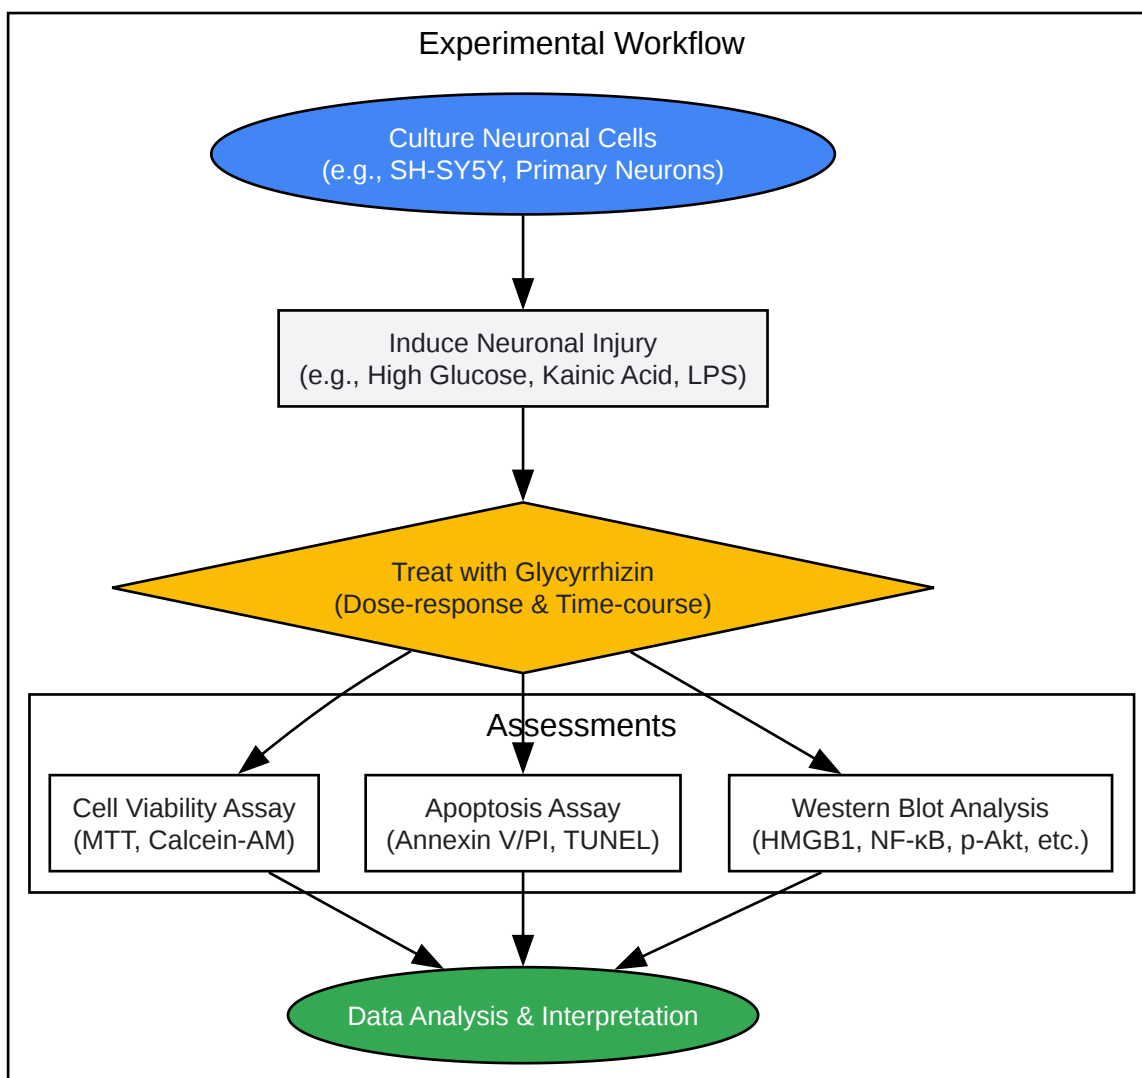 Experimental Workflow
Culture Neuronal Cells
(e.g., SH-SY5Y, Primary Neurons)
Induce Neuronal Injury
(e.g., High Glucose, Kainic Acid, LPS)
Treat with Glycyrrhizin
(Dose-response & Time-course)
Assessments
Cell Viability Assay
(MTT, Calcein-AM)
Apoptosis Assay
(Annexin V/PI, TUNEL)
Western Blot Analysis
(HMGB1, NF-κB, p-Akt, etc.)
Data Analysis & Interpretation